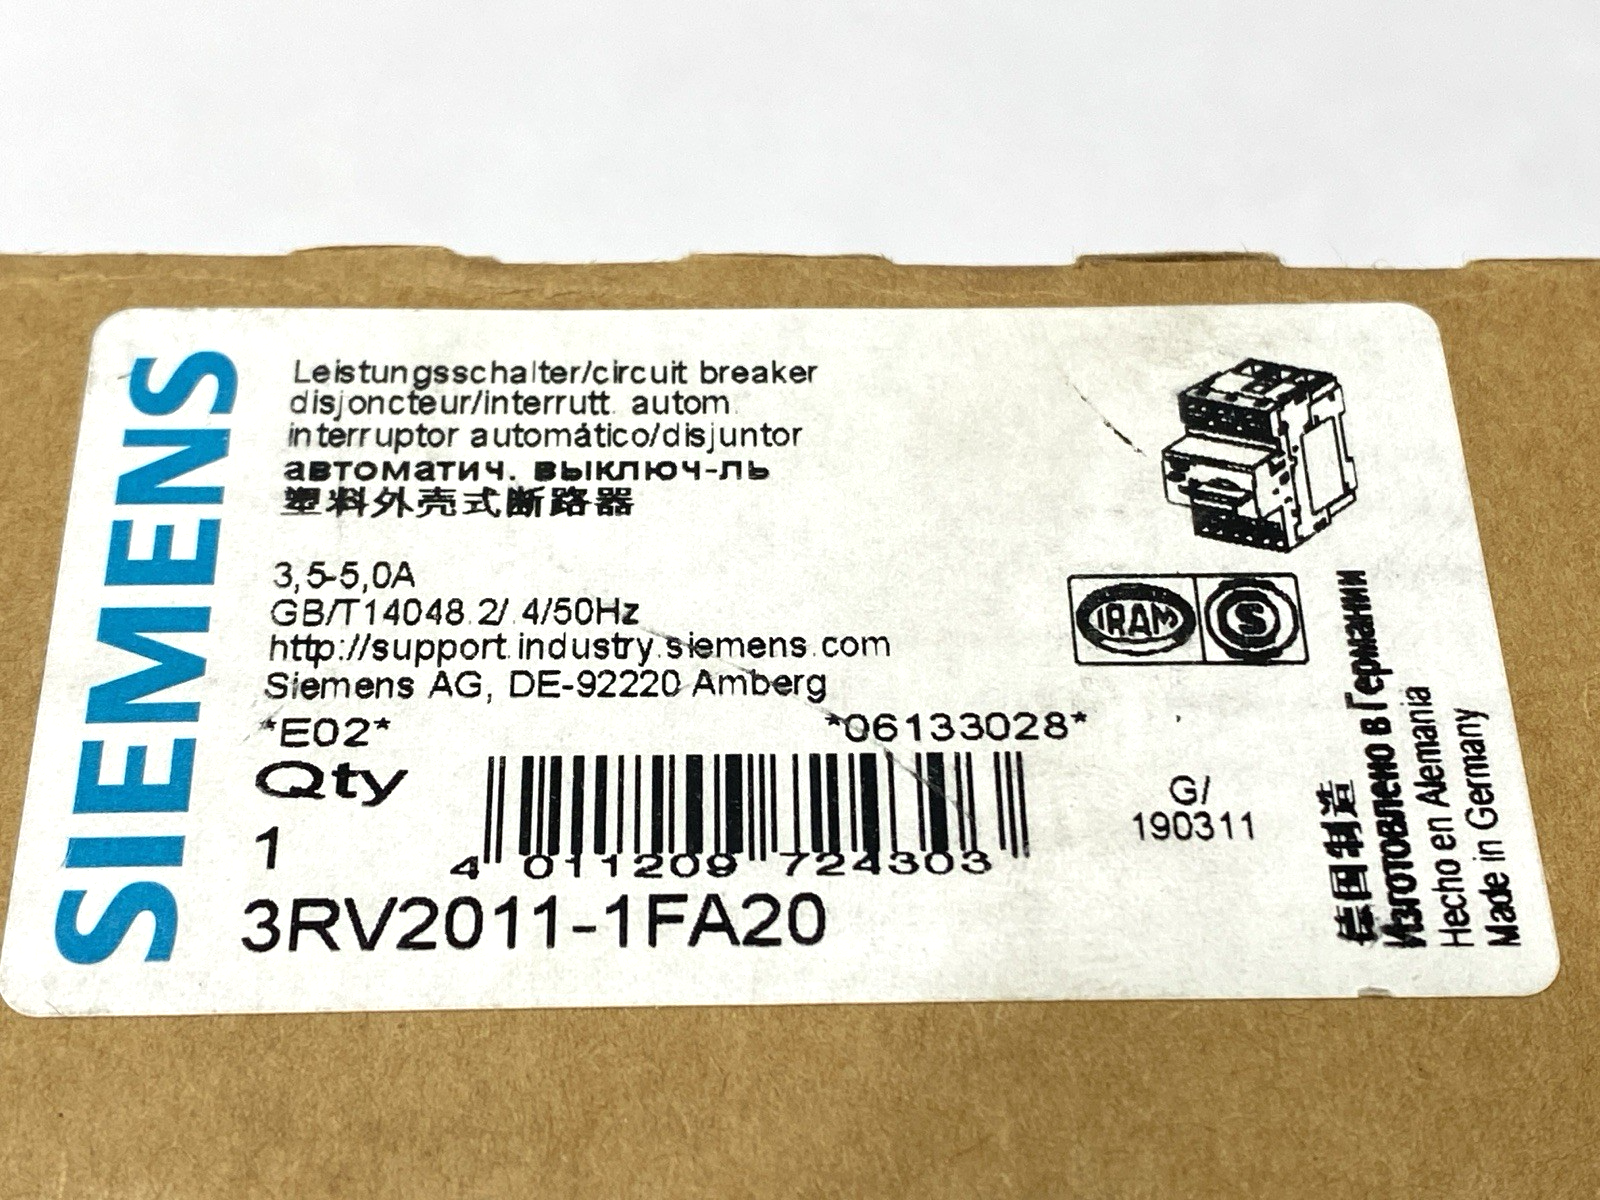 SIEMENS
Leistungsschalter/circuit breaker
disjoncteur/interrutt. autom.
interruptor automático/disjuntor
автоматич. выключ-ль
塑料外壳式断路器
3,5-5,0A
GB/T14048.2/.4/50Hz
http://support.industry.siemens.com
Siemens AG, DE-92220 Amberg
*E02* *06133028*
Qty
1
4 011209 724303
3RV2011-1FA20
IRAM S
G/
190311
德国制造
Изготовлено в Германии
Hecho en Alemania
Made in Germany